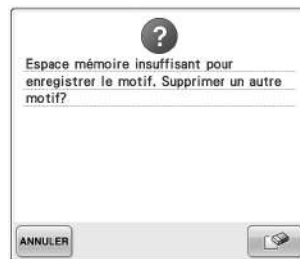 ?
Espace mémoire insuffisant pour
enregistrer le motif. Supprimer un autre
motif?
ANNULER